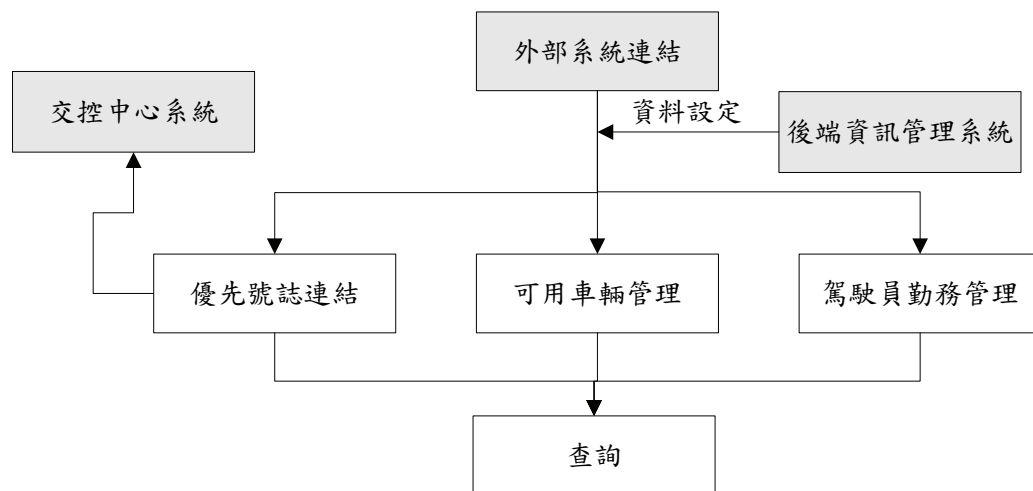 外部系統連結
交控中心系統
資料設定
後端資訊管理系統
優先號誌連結
可用車輛管理
駕駛員勤務管理
查詢